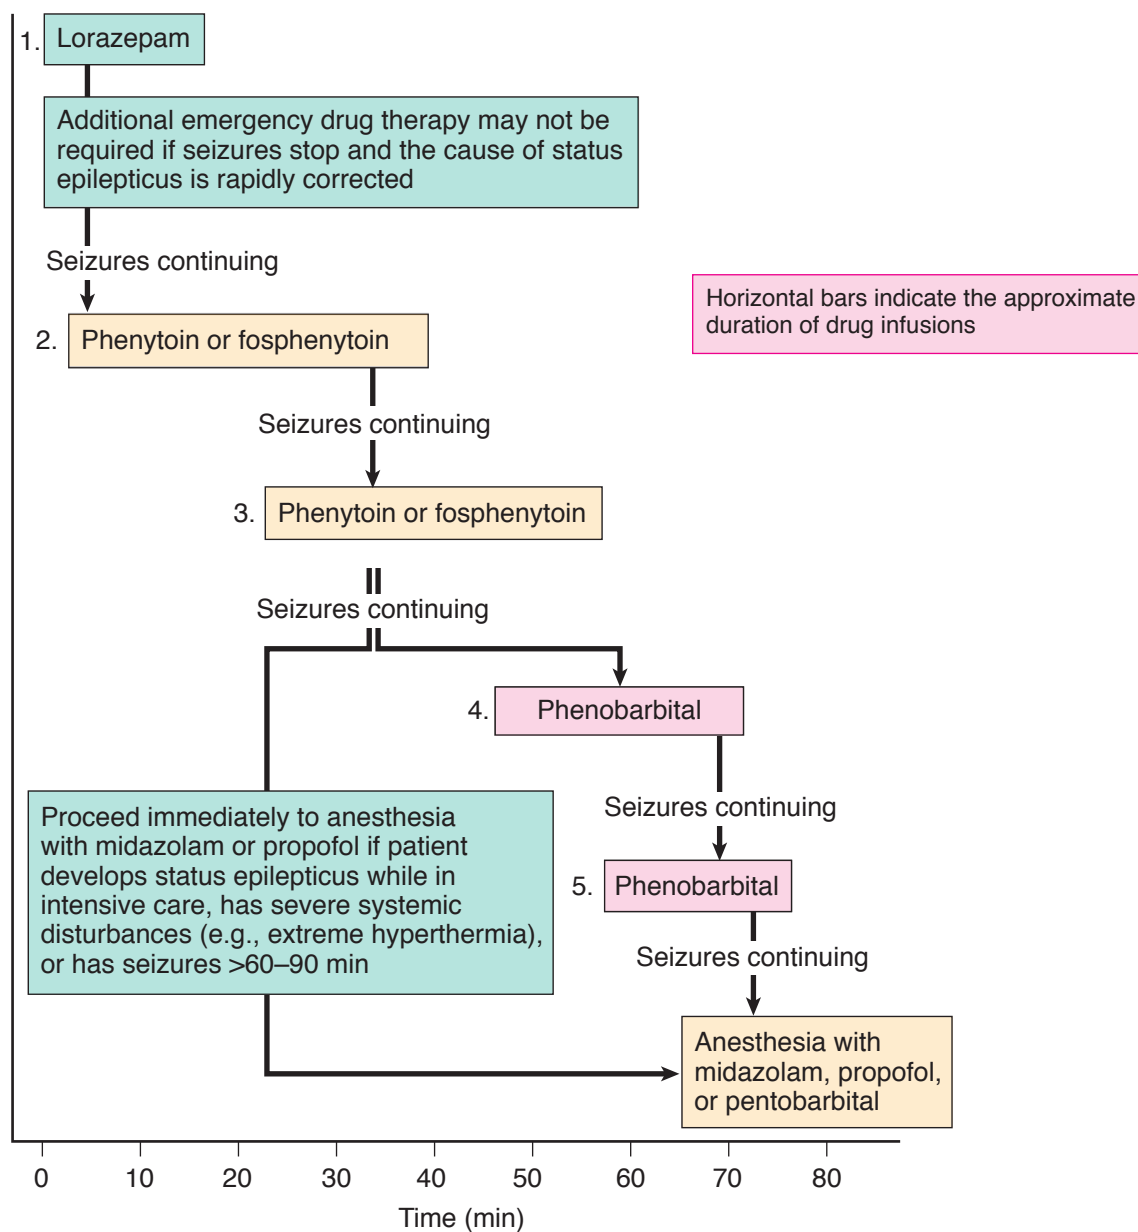 1. Lorazepam
Additional emergency drug therapy may not be
required if seizures stop and the cause of status
epilepticus is rapidly corrected
Seizures continuing
Horizontal bars indicate the approximate
duration of drug infusions
2. Phenytoin or fosphenytoin
Seizures continuing
3. Phenytoin or fosphenytoin
Seizures continuing
4. Phenobarbital
Seizures continuing
Proceed immediately to anesthesia
with midazolam or propofol if patient
develops status epilepticus while in
intensive care, has severe systemic
disturbances (e.g., extreme hyperthermia),
or has seizures >60–90 min
5. Phenobarbital
Seizures continuing
Anesthesia with
midazolam, propofol,
or pentobarbital
0 10 20 30 40 50 60 70 80
Time (min)